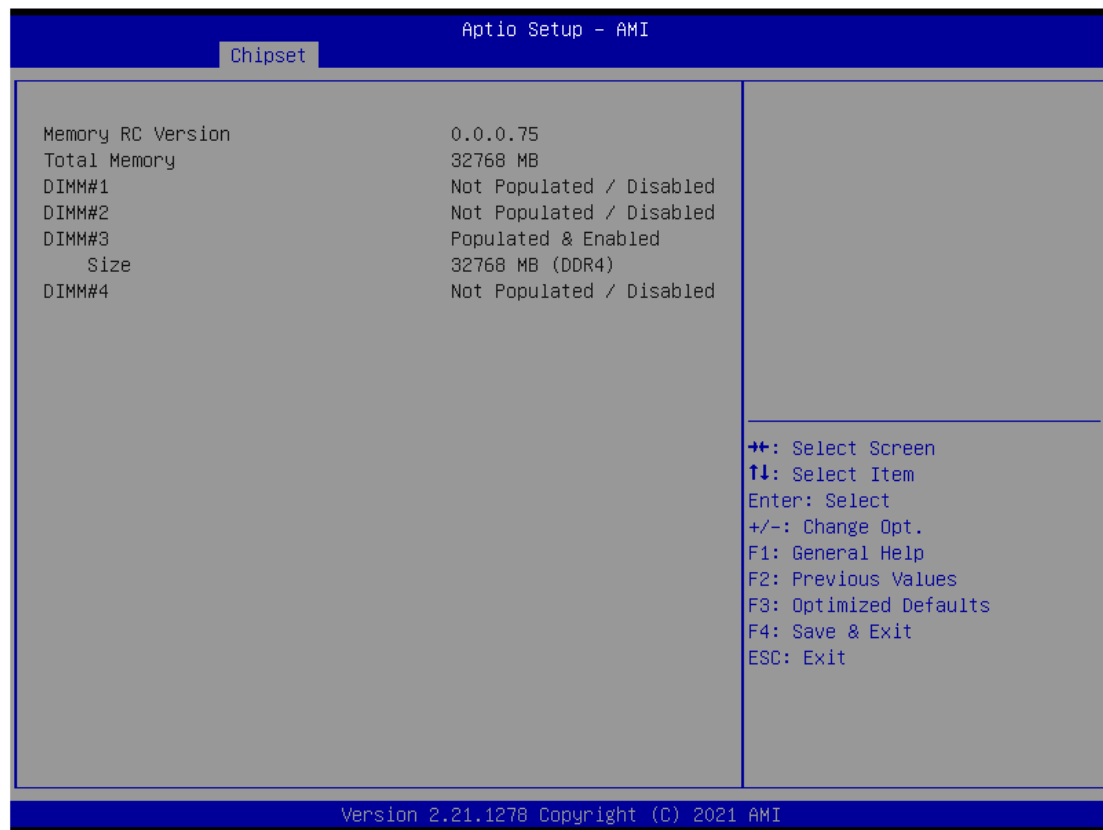 Aptio Setup – AMI
Chipset
Memory RC Version 0.0.0.75
Total Memory 32768 MB
DIMM#1 Not Populated / Disabled
DIMM#2 Not Populated / Disabled
DIMM#3 Populated & Enabled
Size 32768 MB (DDR4)
DIMM#4 Not Populated / Disabled
→←: Select Screen
↑↓: Select Item
Enter: Select
+/-: Change Opt.
F1: General Help
F2: Previous Values
F3: Optimized Defaults
F4: Save & Exit
ESC: Exit
Version 2.21.1278 Copyright (C) 2021 AMI